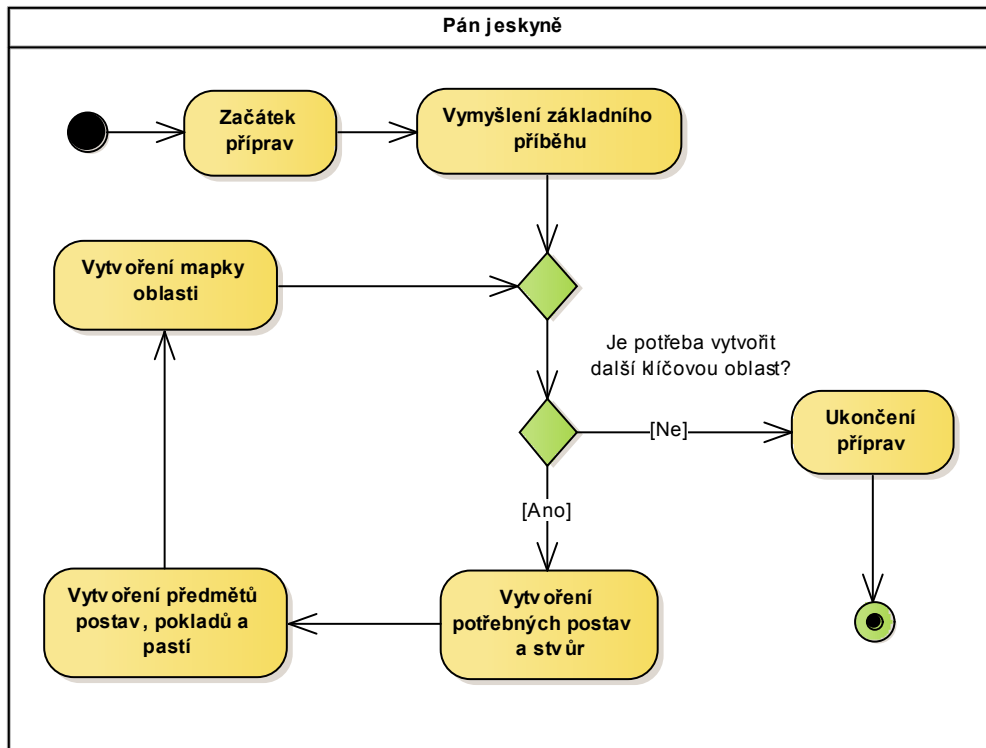 Pán jeskyně
Začátek
příprav
Vymyšlení základního
příběhu
Vytvoření mapky
oblasti
Je potřeba vytvořit
další klíčovou oblast?
[Ne]
Ukončení
příprav
[Ano]
Vytvoření předmětů
postav, pokladů a
pastí
Vytvoření
potřebných postav
a stvůr